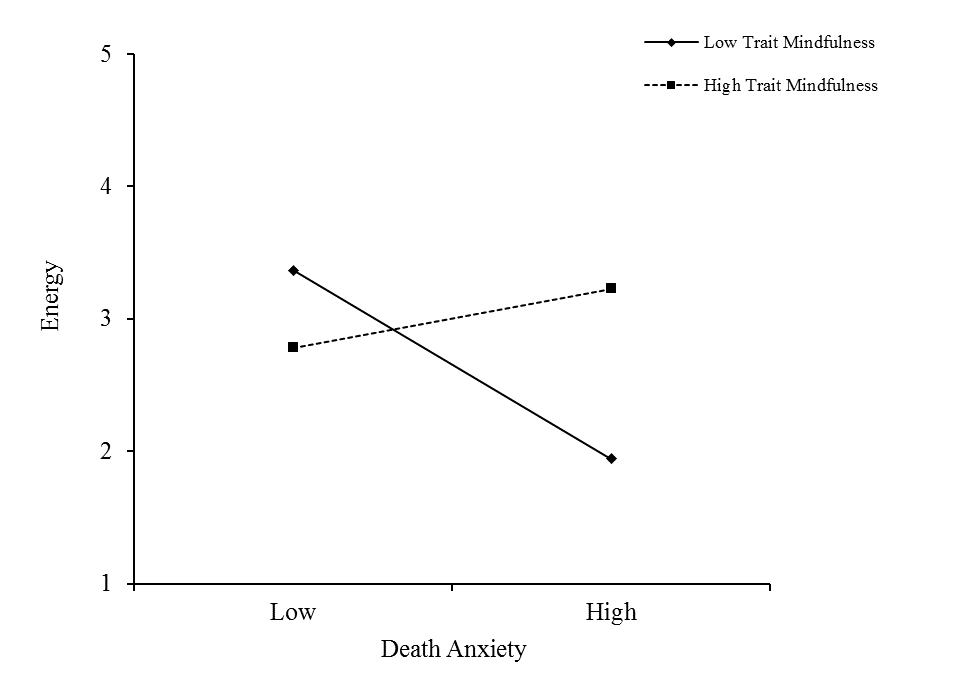 Low Trait Mindfulness
High Trait Mindfulness
5
4
3
2
1
Energy
Low
High
Death Anxiety